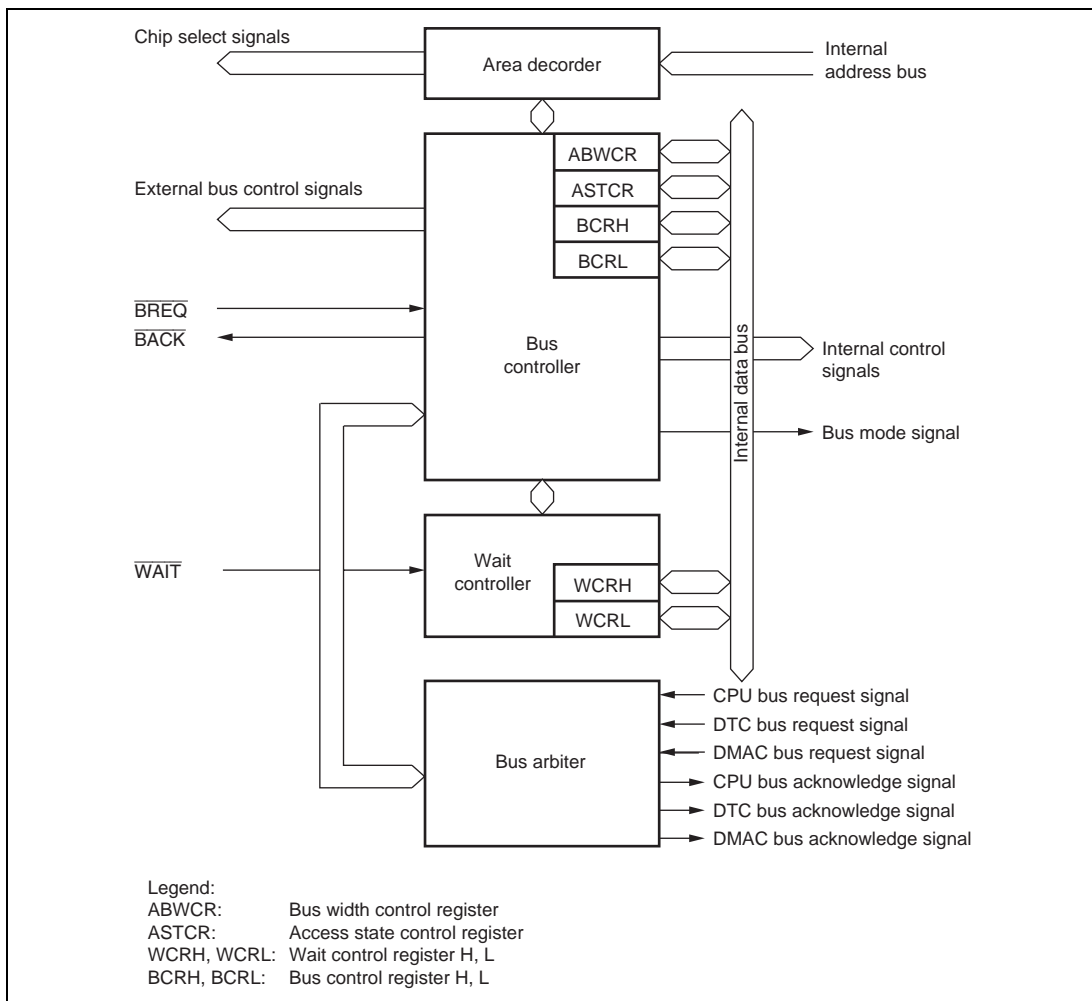 Chip select signals
Area decorder
Internal
address bus
ABWCR
External bus control signals
ASTCR
BCRH
BCRL
BREQ
BACK
Bus
controller
Internal control
signals
Internal data bus
Bus mode signal
WAIT
Wait
controller
WCRH
WCRL
CPU bus request signal
DTC bus request signal
Bus arbiter
DMAC bus request signal
CPU bus acknowledge signal
DTC bus acknowledge signal
DMAC bus acknowledge signal
Legend:
ABWCR: Bus width control register
ASTCR: Access state control register
WCRH, WCRL: Wait control register H, L
BCRH, BCRL: Bus control register H, L